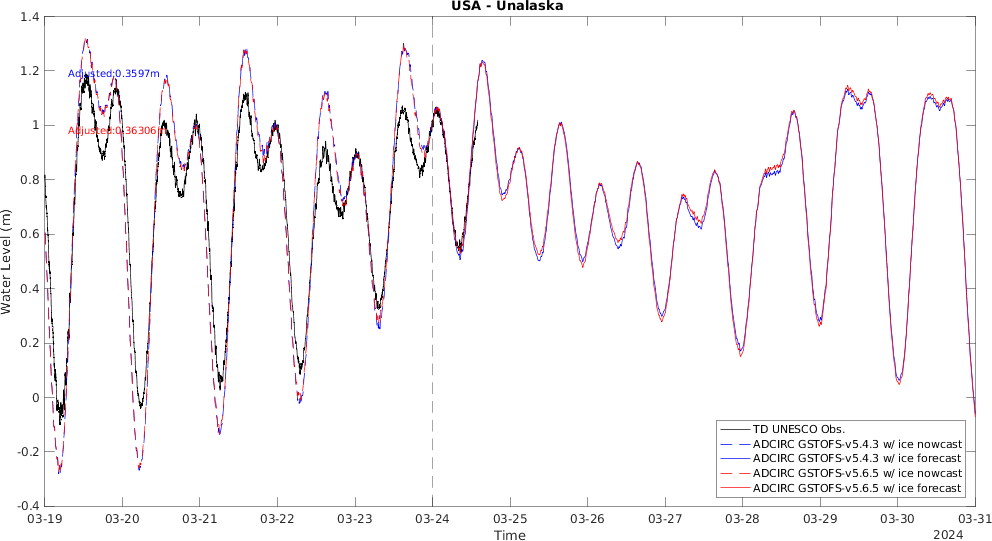 USA - Unalaska
Water Level (m)
1.4
1.2
1
0.8
0.6
0.4
0.2
0
-0.2
-0.4
Adjusted:0.3597m
Adjusted:0.36306m
TD UNESCO Obs.
ADCIRC GSTOFS-v5.4.3 w/ ice nowcast
ADCIRC GSTOFS-v5.4.3 w/ ice forecast
ADCIRC GSTOFS-v5.6.5 w/ ice nowcast
ADCIRC GSTOFS-v5.6.5 w/ ice forecast
03-19 03-20 03-21 03-22 03-23 03-24 03-25 03-26 03-27 03-28 03-29 03-30 03-31
Time
2024